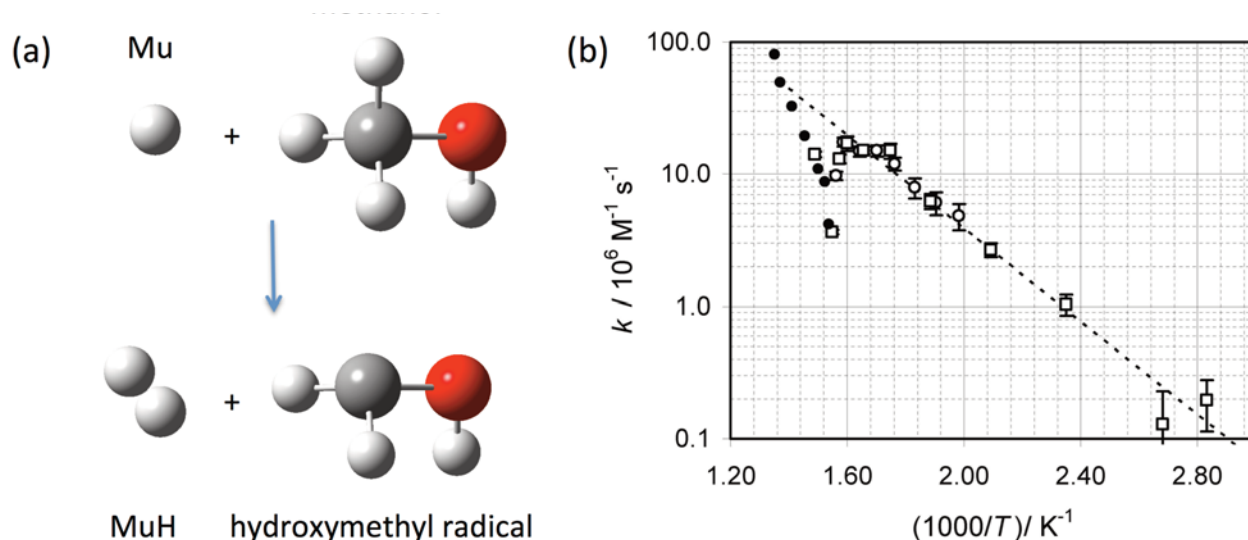 (a)
Mu
+
+
MuH hydroxymethyl radical
(b)
100.0
10.0
1.0
0.1
k / 10⁶ M⁻¹ s⁻¹
1.20 1.60 2.00 2.40 2.80
(1000/T)/ K⁻¹